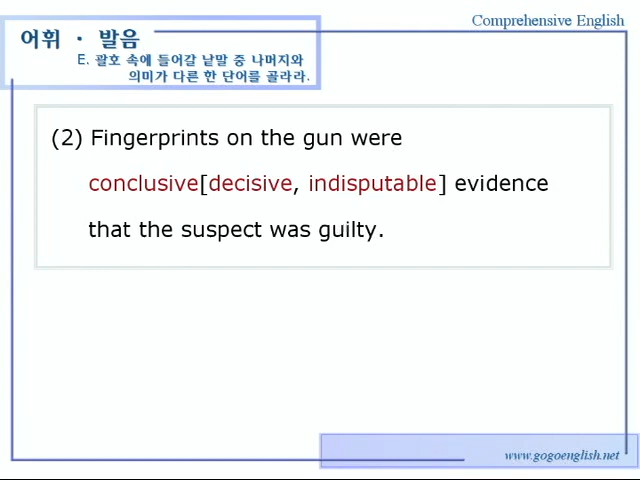 Comprehensive English
어휘 · 발음
E. 괄호 속에 들어갈 낱말 중 나머지와
의미가 다른 한 단어를 골라라.
(2) Fingerprints on the gun were
conclusive[decisive, indisputable] evidence
that the suspect was guilty.
www.gogoenglish.net